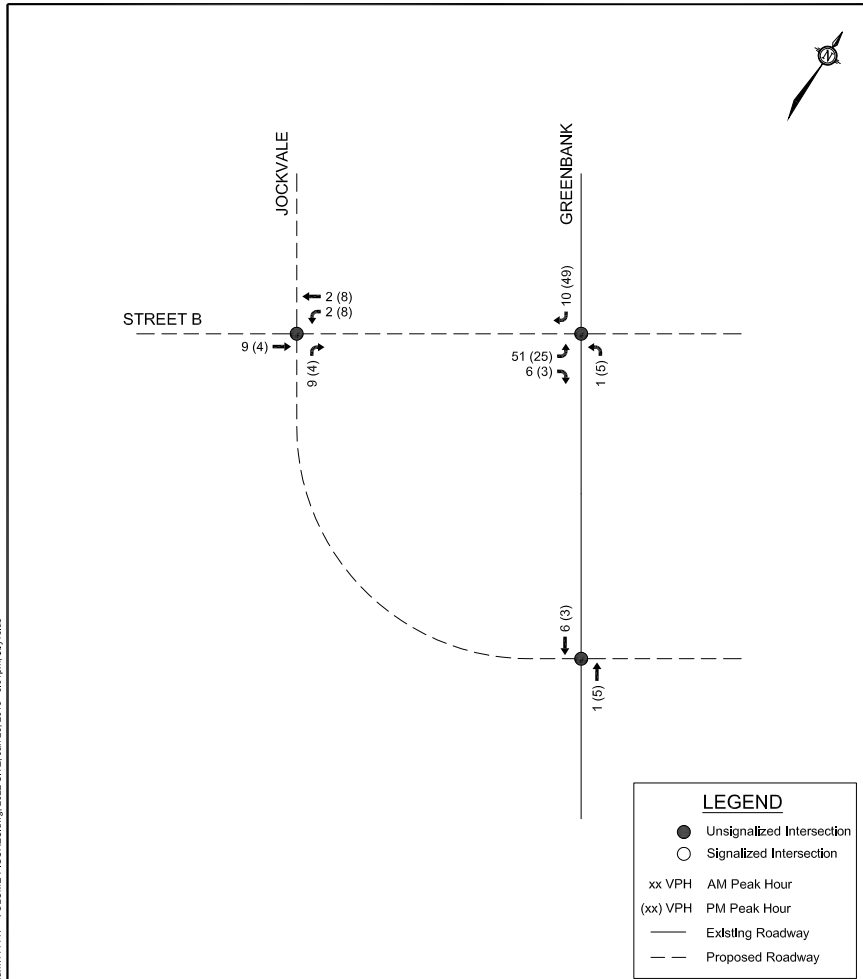 N
JOCKVALE
GREENBANK
STREET B
2 (8)
2 (8)
9 (4)
9 (4)
10 (49)
51 (25)
6 (3)
1 (5)
6 (3)
1 (5)
LEGEND
Unsignalized Intersection
Signalized Intersection
xx VPH AM Peak Hour
(xx) VPH PM Peak Hour
Existing Roadway
Proposed Roadway